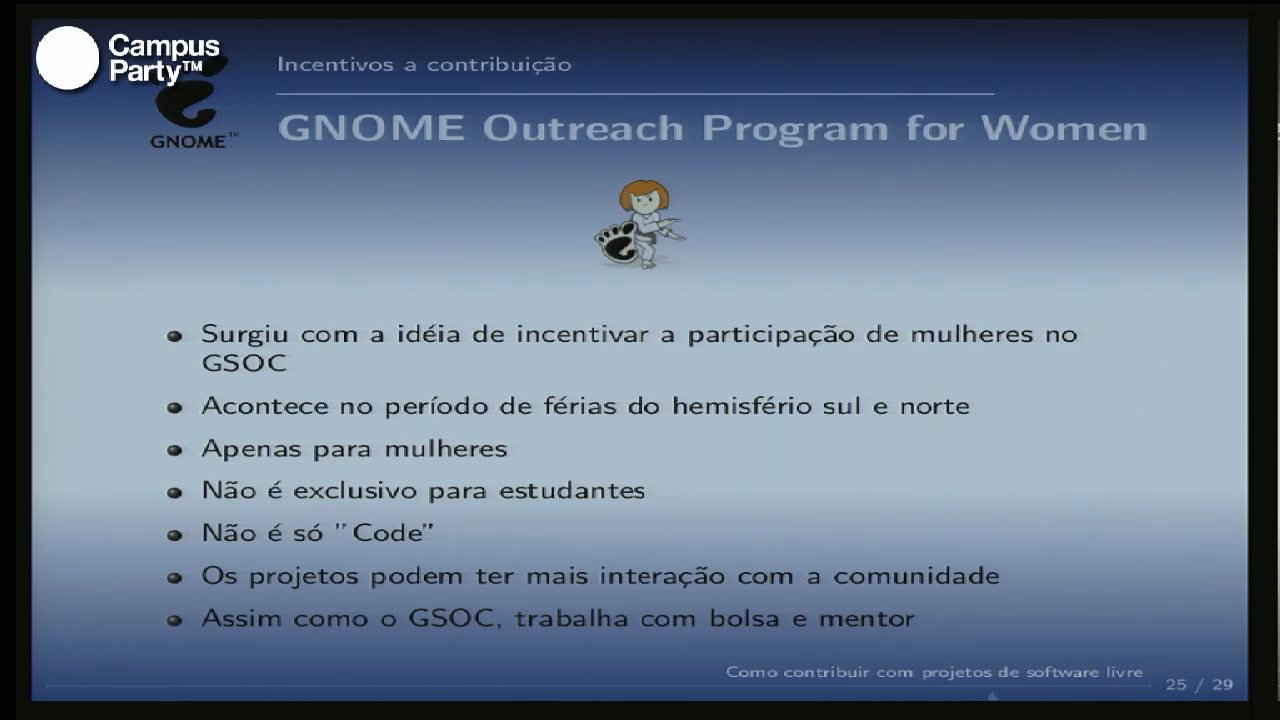 Campus
Party™
GNOME™
Incentivos a contribuição
GNOME Outreach Program for Women
Surgiu com a idéia de incentivar a participação de mulheres no
GSOC
Acontece no período de férias do hemisfério sul e norte
Apenas para mulheres
Não é exclusivo para estudantes
Não é só ”Code”
Os projetos podem ter mais interação com a comunidade
Assim como o GSOC, trabalha com bolsa e mentor
Como contribuir com projetos de software livre
25 / 29